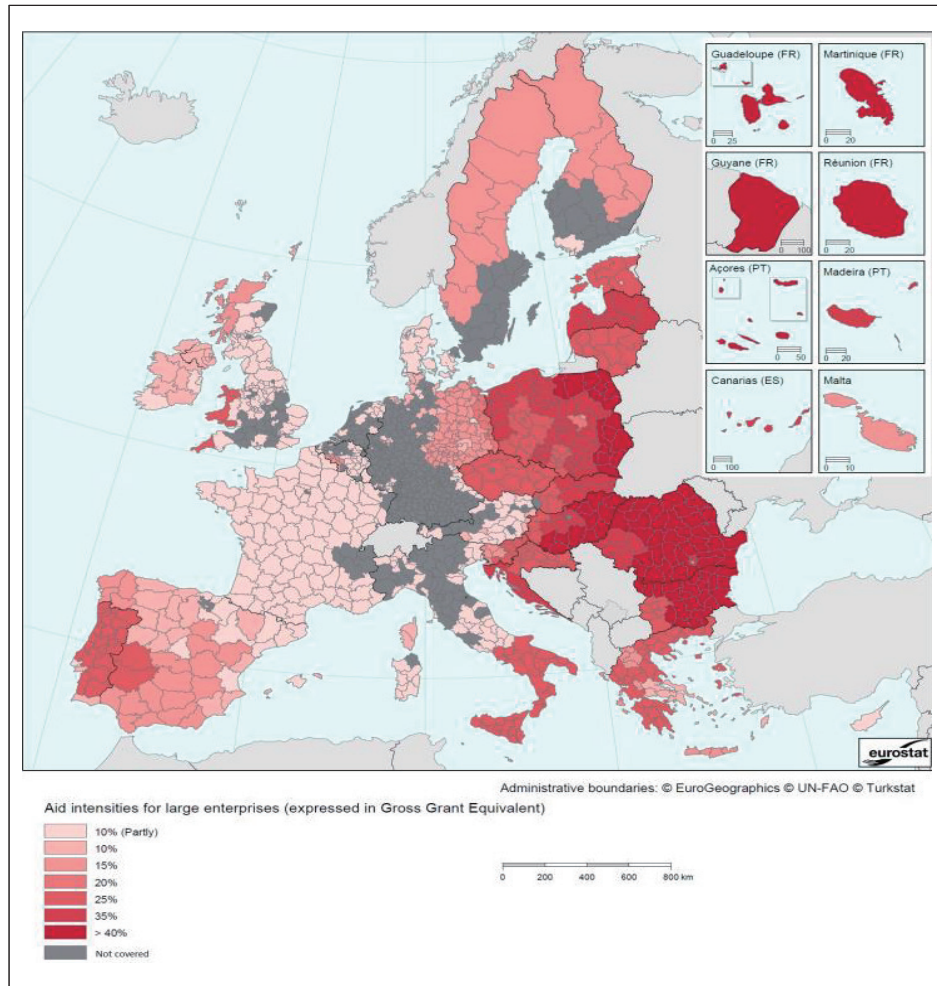 Guadeloupe (FR)
Martinique (FR)
0 25
0 20
Guyane (FR)
Réunion (FR)
0 100
0 20
Açores (PT)
Madeira (PT)
0 50
0 20
Canarias (ES)
Malta
0 100
0 10
eurostat
Administrative boundaries: © EuroGeographics © UN-FAO © Turkstat
Aid intensities for large enterprises (expressed in Gross Grant Equivalent)
10% (Partly)
10%
15%
20%
25%
35%
> 40%
Not covered
0 200 400 600 800 km